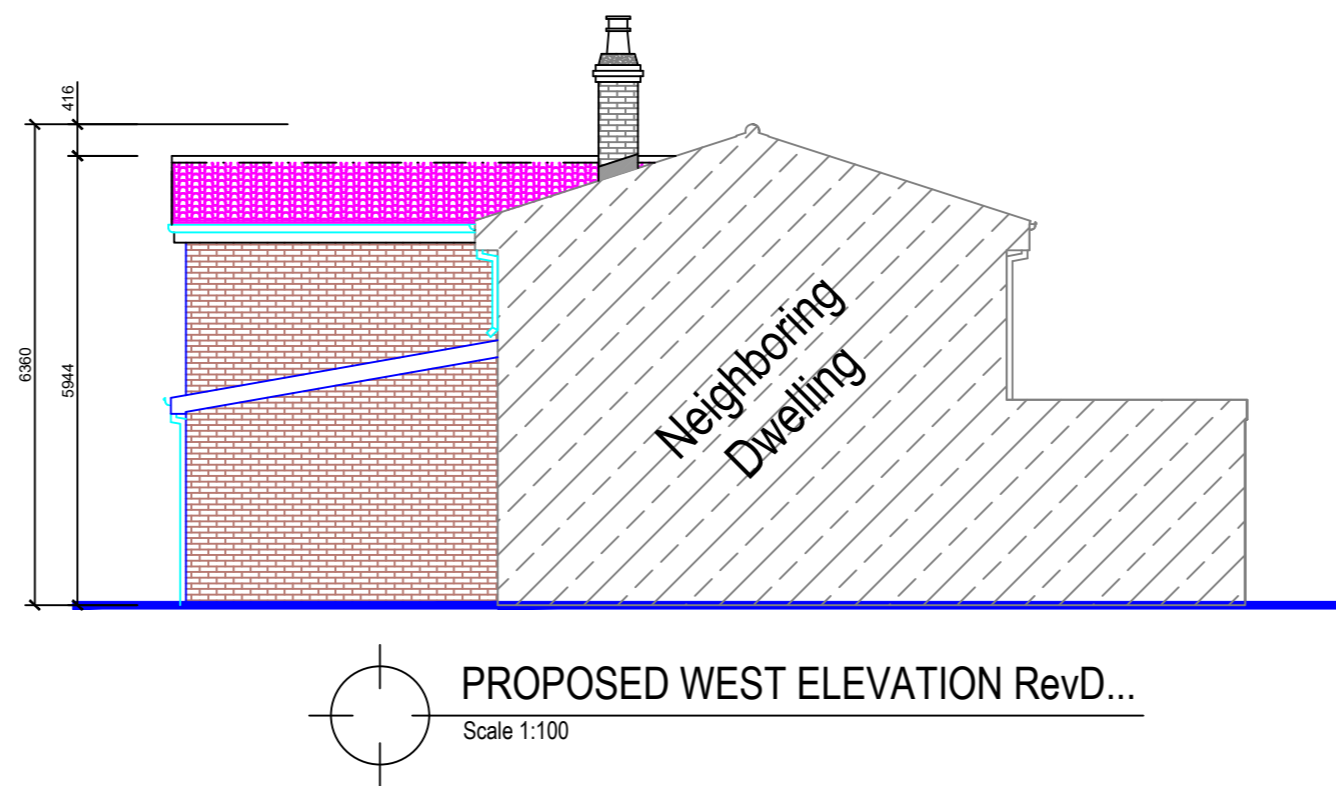 416
6360
5944
Neighboring
Dwelling
PROPOSED WEST ELEVATION RevD...
Scale 1:100